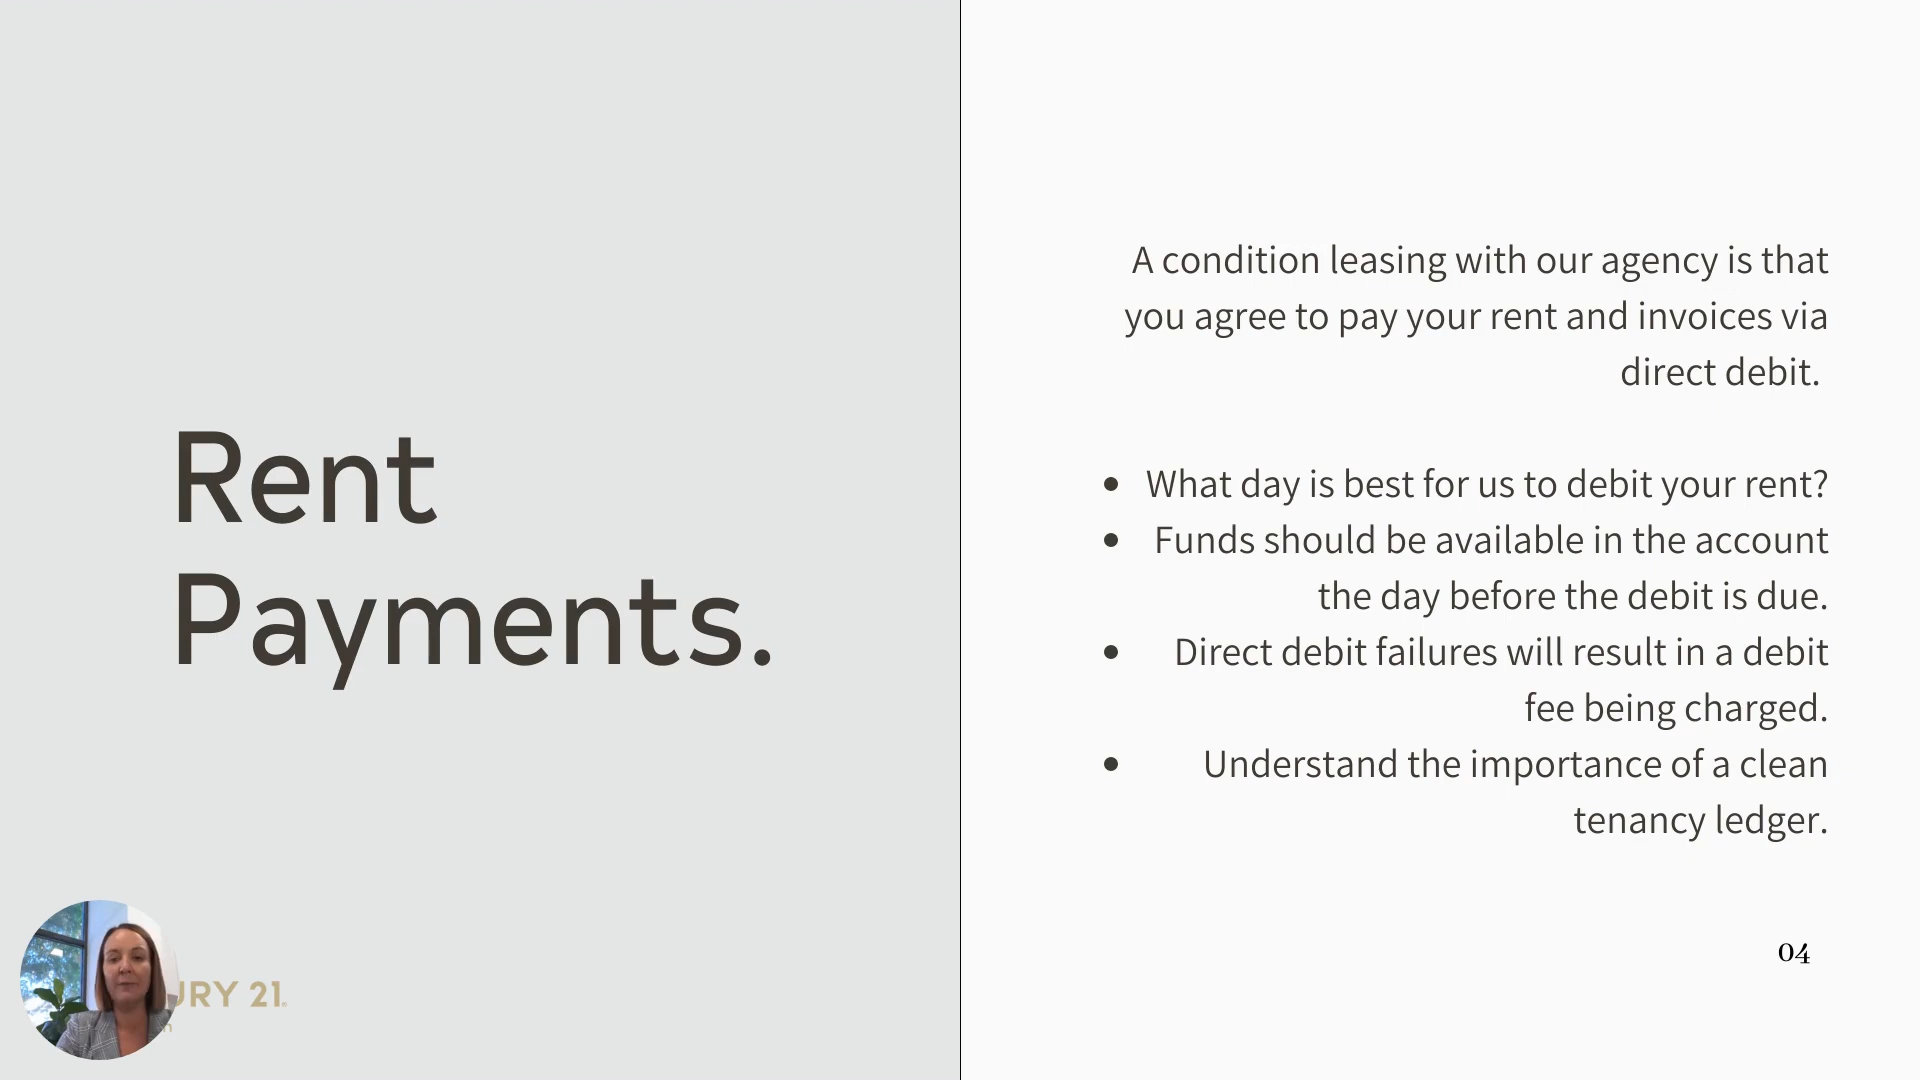 Rent
Payments.
A condition leasing with our agency is that
you agree to pay your rent and invoices via
direct debit.
• What day is best for us to debit your rent?
• Funds should be available in the account
the day before the debit is due.
• Direct debit failures will result in a debit
fee being charged.
• Understand the importance of a clean
tenancy ledger.
04
URY 21.